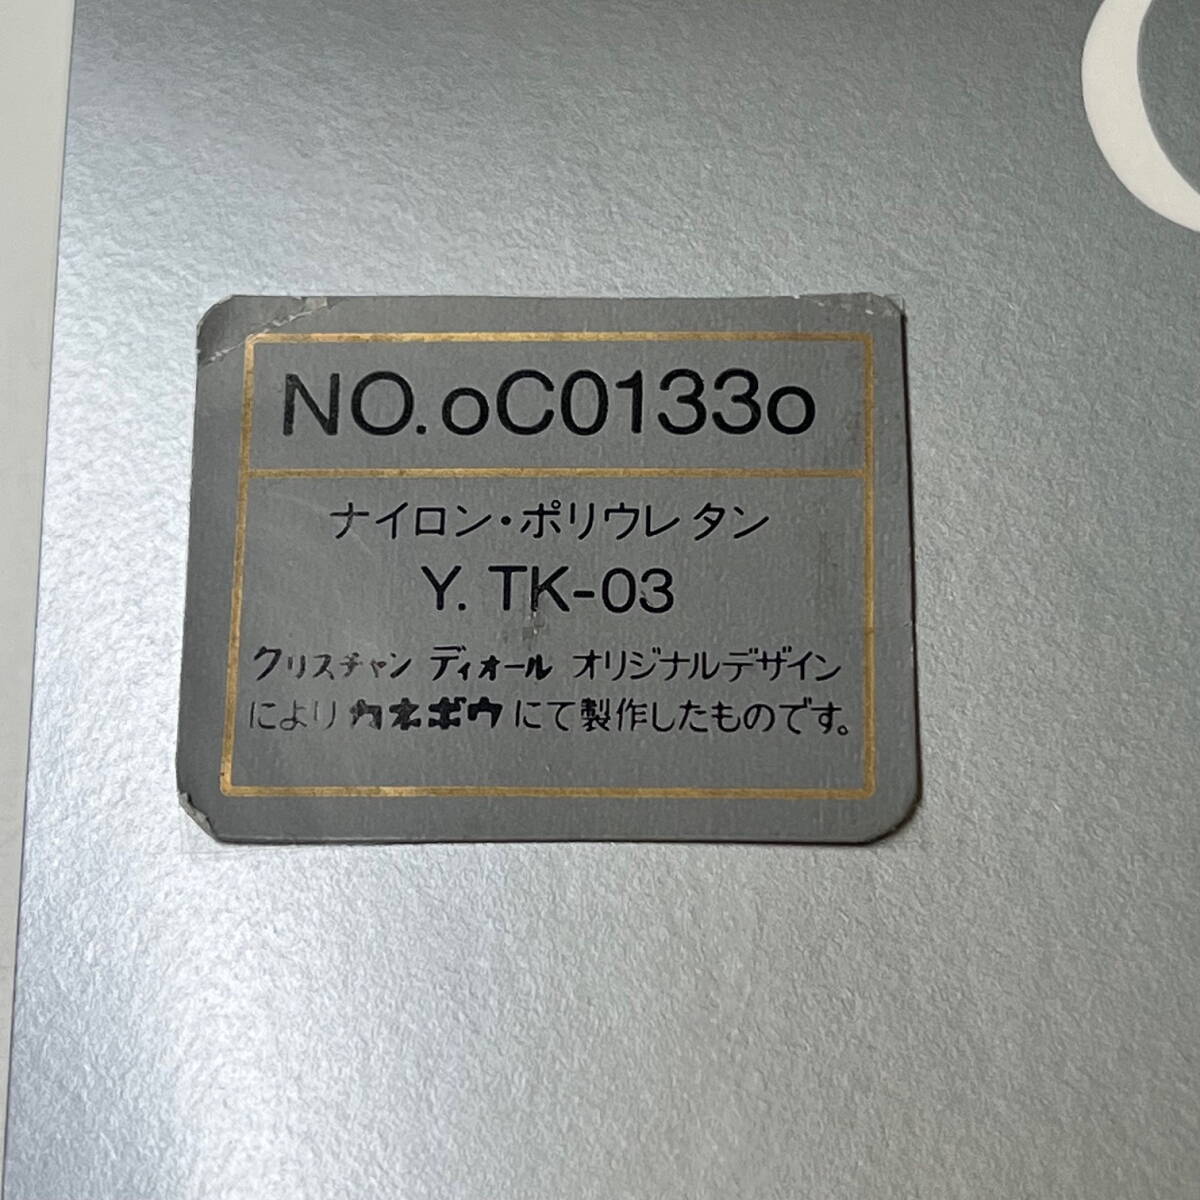 NO.oC0133o
ナイロン・ポリウレタン
Y. TK-03
クリスチャン ディオール オリジナルデザイン
により カネボウ にて製作したものです。